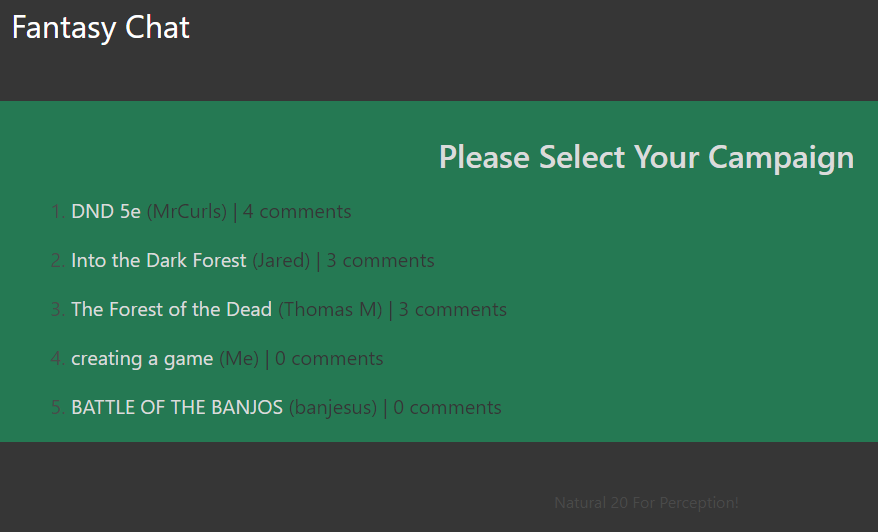 Fantasy Chat
Please Select Your Campaign
1. DND 5e (MrCurls) | 4 comments
2. Into the Dark Forest (Jared) | 3 comments
3. The Forest of the Dead (Thomas M) | 3 comments
4. creating a game (Me) | 0 comments
5. BATTLE OF THE BANJOS (banjesus) | 0 comments
Natural 20 For Perception!